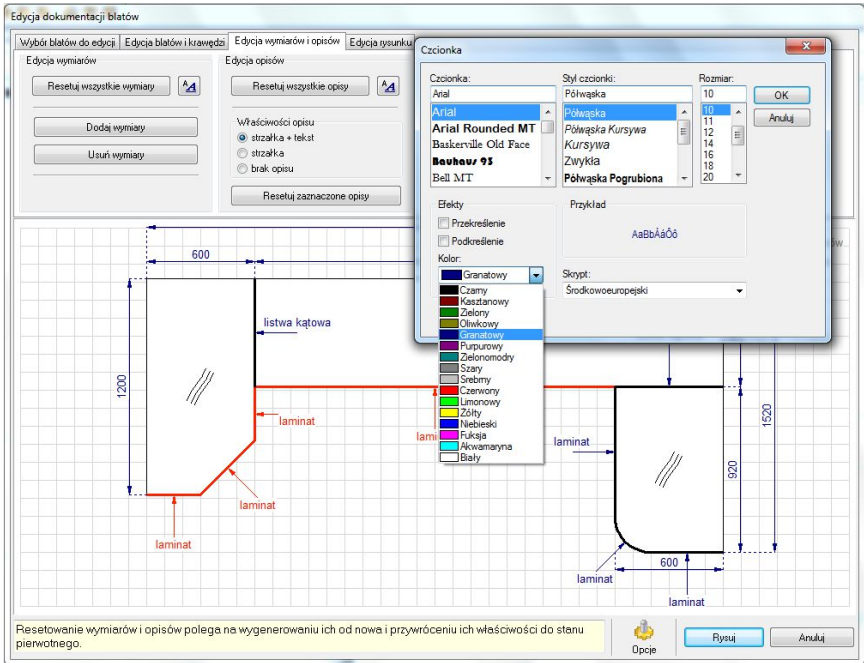 Edycja dokumentacji blatów
Wybór blatów do edycji
Edycja blatów i krawędzi
Edycja wymiarów i opisów
Edycja rysunku
Edycja wymiarów
Resetuj wszystkie wymiary
AA
Dodaj wymiary
Usuń wymiary
Edycja opisów
Resetuj wszystkie opisy
AA
Właściwości opisu
strzałka + tekst
strzałka
brak opisu
Resetuj zaznaczone opisy
Czcionka
Czcionka:
Arial
Arial
Arial Rounded MT
Baskerville Old Face
Bauhaus 93
Bell MT
Styl czcionki:
Półwąska
Półwąska
Półwąska Kursywa
Kursywa
Zwykła
Półwąska Pogrubiona
Rozmiar:
10
10
11
12
14
16
18
20
OK
Anuluj
Efekty
Przekreślenie
Podkreślenie
Kolor:
Granatowy
Czarny
Kasztanowy
Zielony
Oliwkowy
Granatowy
Purpurowy
Zielonomodry
Szary
Srebrny
Czerwony
Limonowy
Żółty
Niebieski
Fuksja
Akwamaryna
Biały
Przykład
AaBbÁáÔô
Skrypt:
Środkowoeuropejski
600
listwa kątowa
1200
laminat
laminat
laminat
lami
laminat
1520
920
600
laminat
laminat
Resetowanie wymiarów i opisów polega na wygenerowaniu ich od nowa i przywróceniu ich właściwości do stanu
pierwotnego.
Opcje
Rysuj
Anuluj